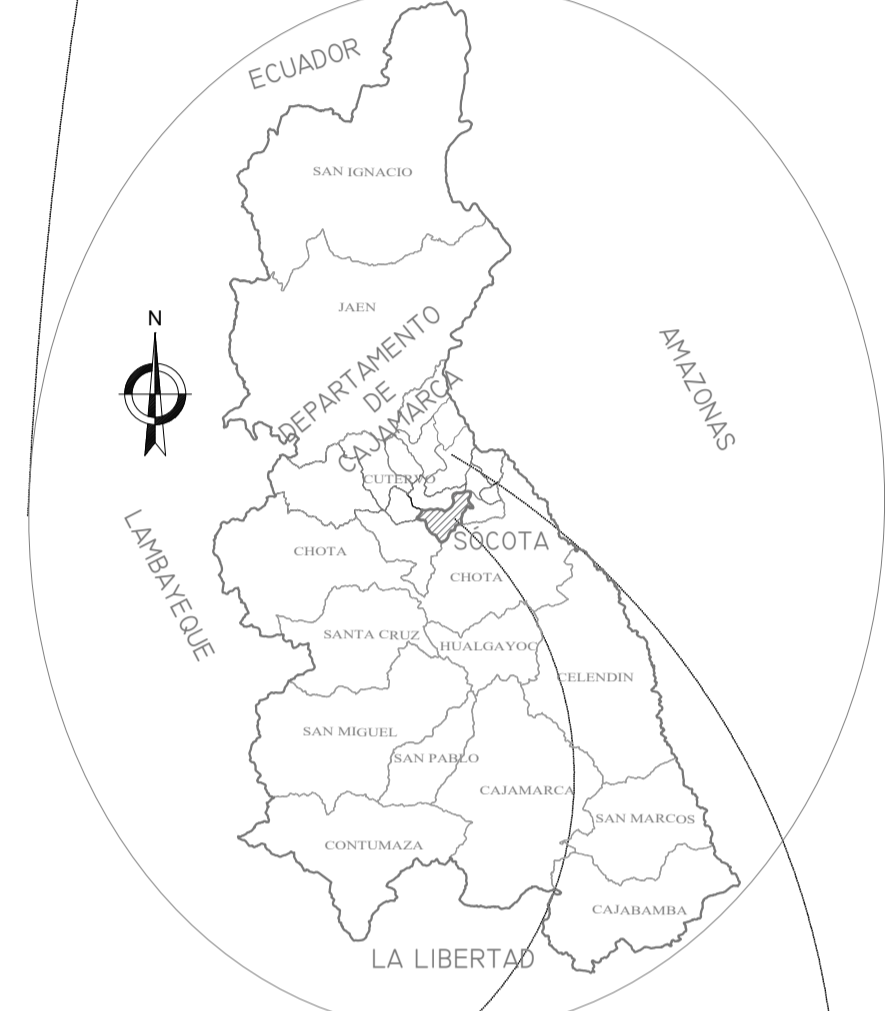 ECUADOR
SAN IGNACIO
JAEN
N
DEPARTAMENTO
DE
CAJAMARCA
AMAZONAS
CUTERVO
SÓCOTA
LAMBAYEQUE
CHOTA
CHOTA
SANTA CRUZ
HUALGAYOC
CELENDIN
SAN MIGUEL
SAN PABLO
CAJAMARCA
SAN MARCOS
CONTUMAZA
CAJABAMBA
LA LIBERTAD